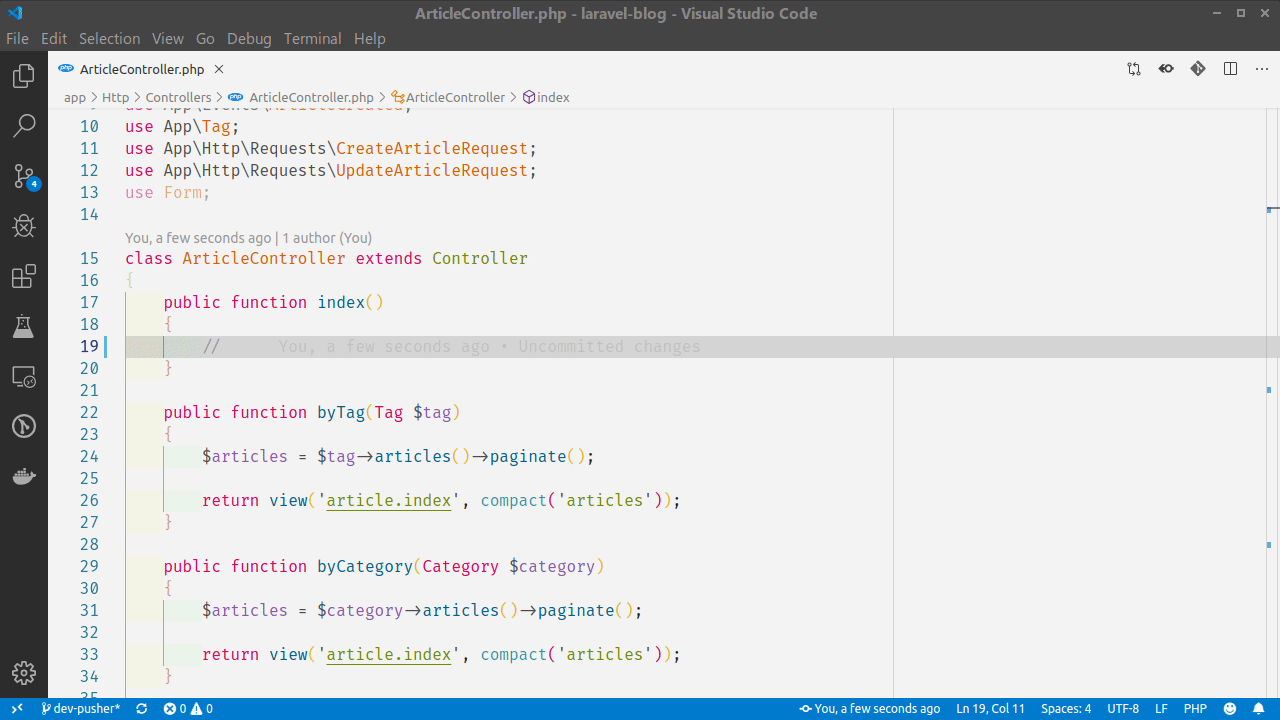 ArticleController.php - laravel-blog - Visual Studio Code
File Edit Selection View Go Debug Terminal Help
php ArticleController.php
app > Http > Controllers > php ArticleController.php > ArticleController > index
10 use App\Tag;
11 use App\Http\Requests\CreateArticleRequest;
12 use App\Http\Requests\UpdateArticleRequest;
13 use Form;
14
You, a few seconds ago | 1 author (You)
15 class ArticleController extends Controller
16 {
17 public function index()
18 {
19 // You, a few seconds ago • Uncommitted changes
20 }
21
22 public function byTag(Tag $tag)
23 {
24 $articles = $tag->articles()->paginate();
25
26 return view('article.index', compact('articles'));
27 }
28
29 public function byCategory(Category $category)
30 {
31 $articles = $category->articles()->paginate();
32
33 return view('article.index', compact('articles'));
34 }
35
4
dev-pusher* 0 0 You, a few seconds ago Ln 19, Col 11 Spaces: 4 UTF-8 LF PHP